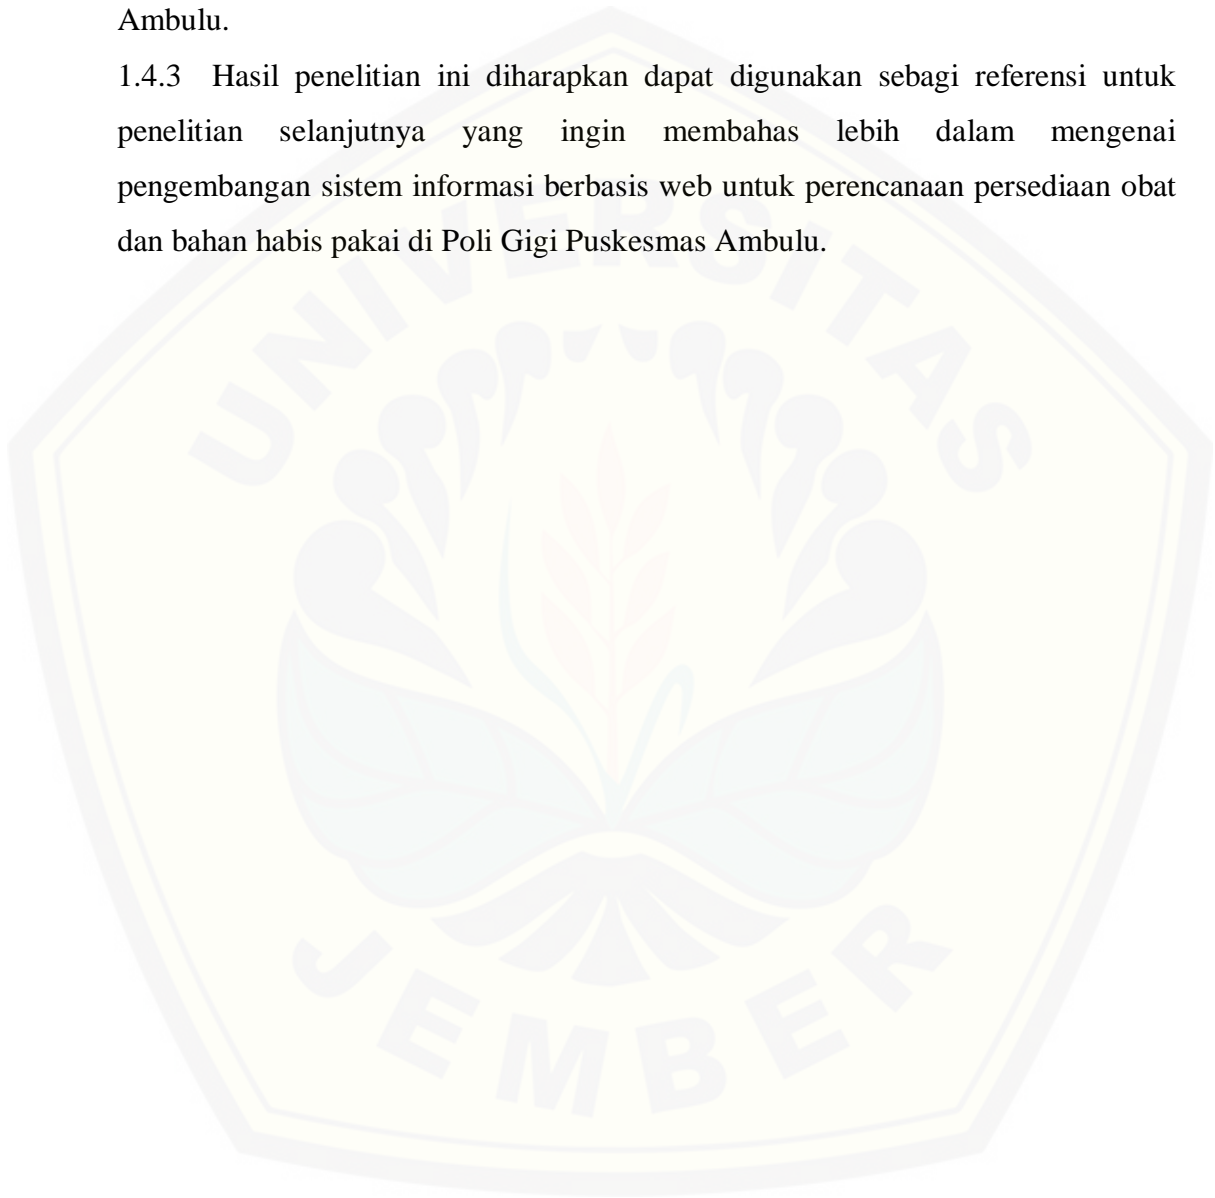 Ambulu.
1.4.3 Hasil penelitian ini diharapkan dapat digunakan sebagi referensi untuk
penelitian selanjutnya yang ingin membahas lebih dalam mengenai
pengembangan sistem informasi berbasis web untuk perencanaan persediaan obat
dan bahan habis pakai di Poli Gigi Puskesmas Ambulu.
UNIVERSITAS
JEMBER